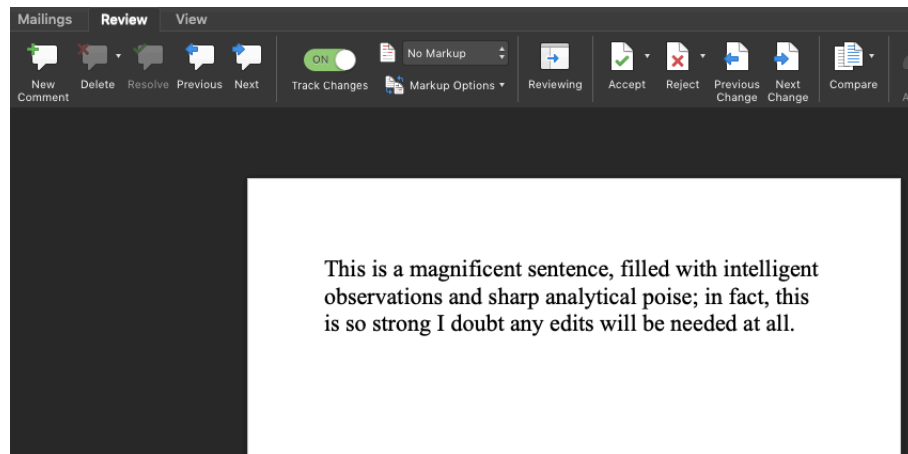 Mailings Review View
ON No Markup
New Delete Resolve Previous Next Track Changes Markup Options Reviewing Accept Reject Previous Next Compare
Comment Change Change
This is a magnificent sentence, filled with intelligent
observations and sharp analytical poise; in fact, this
is so strong I doubt any edits will be needed at all.